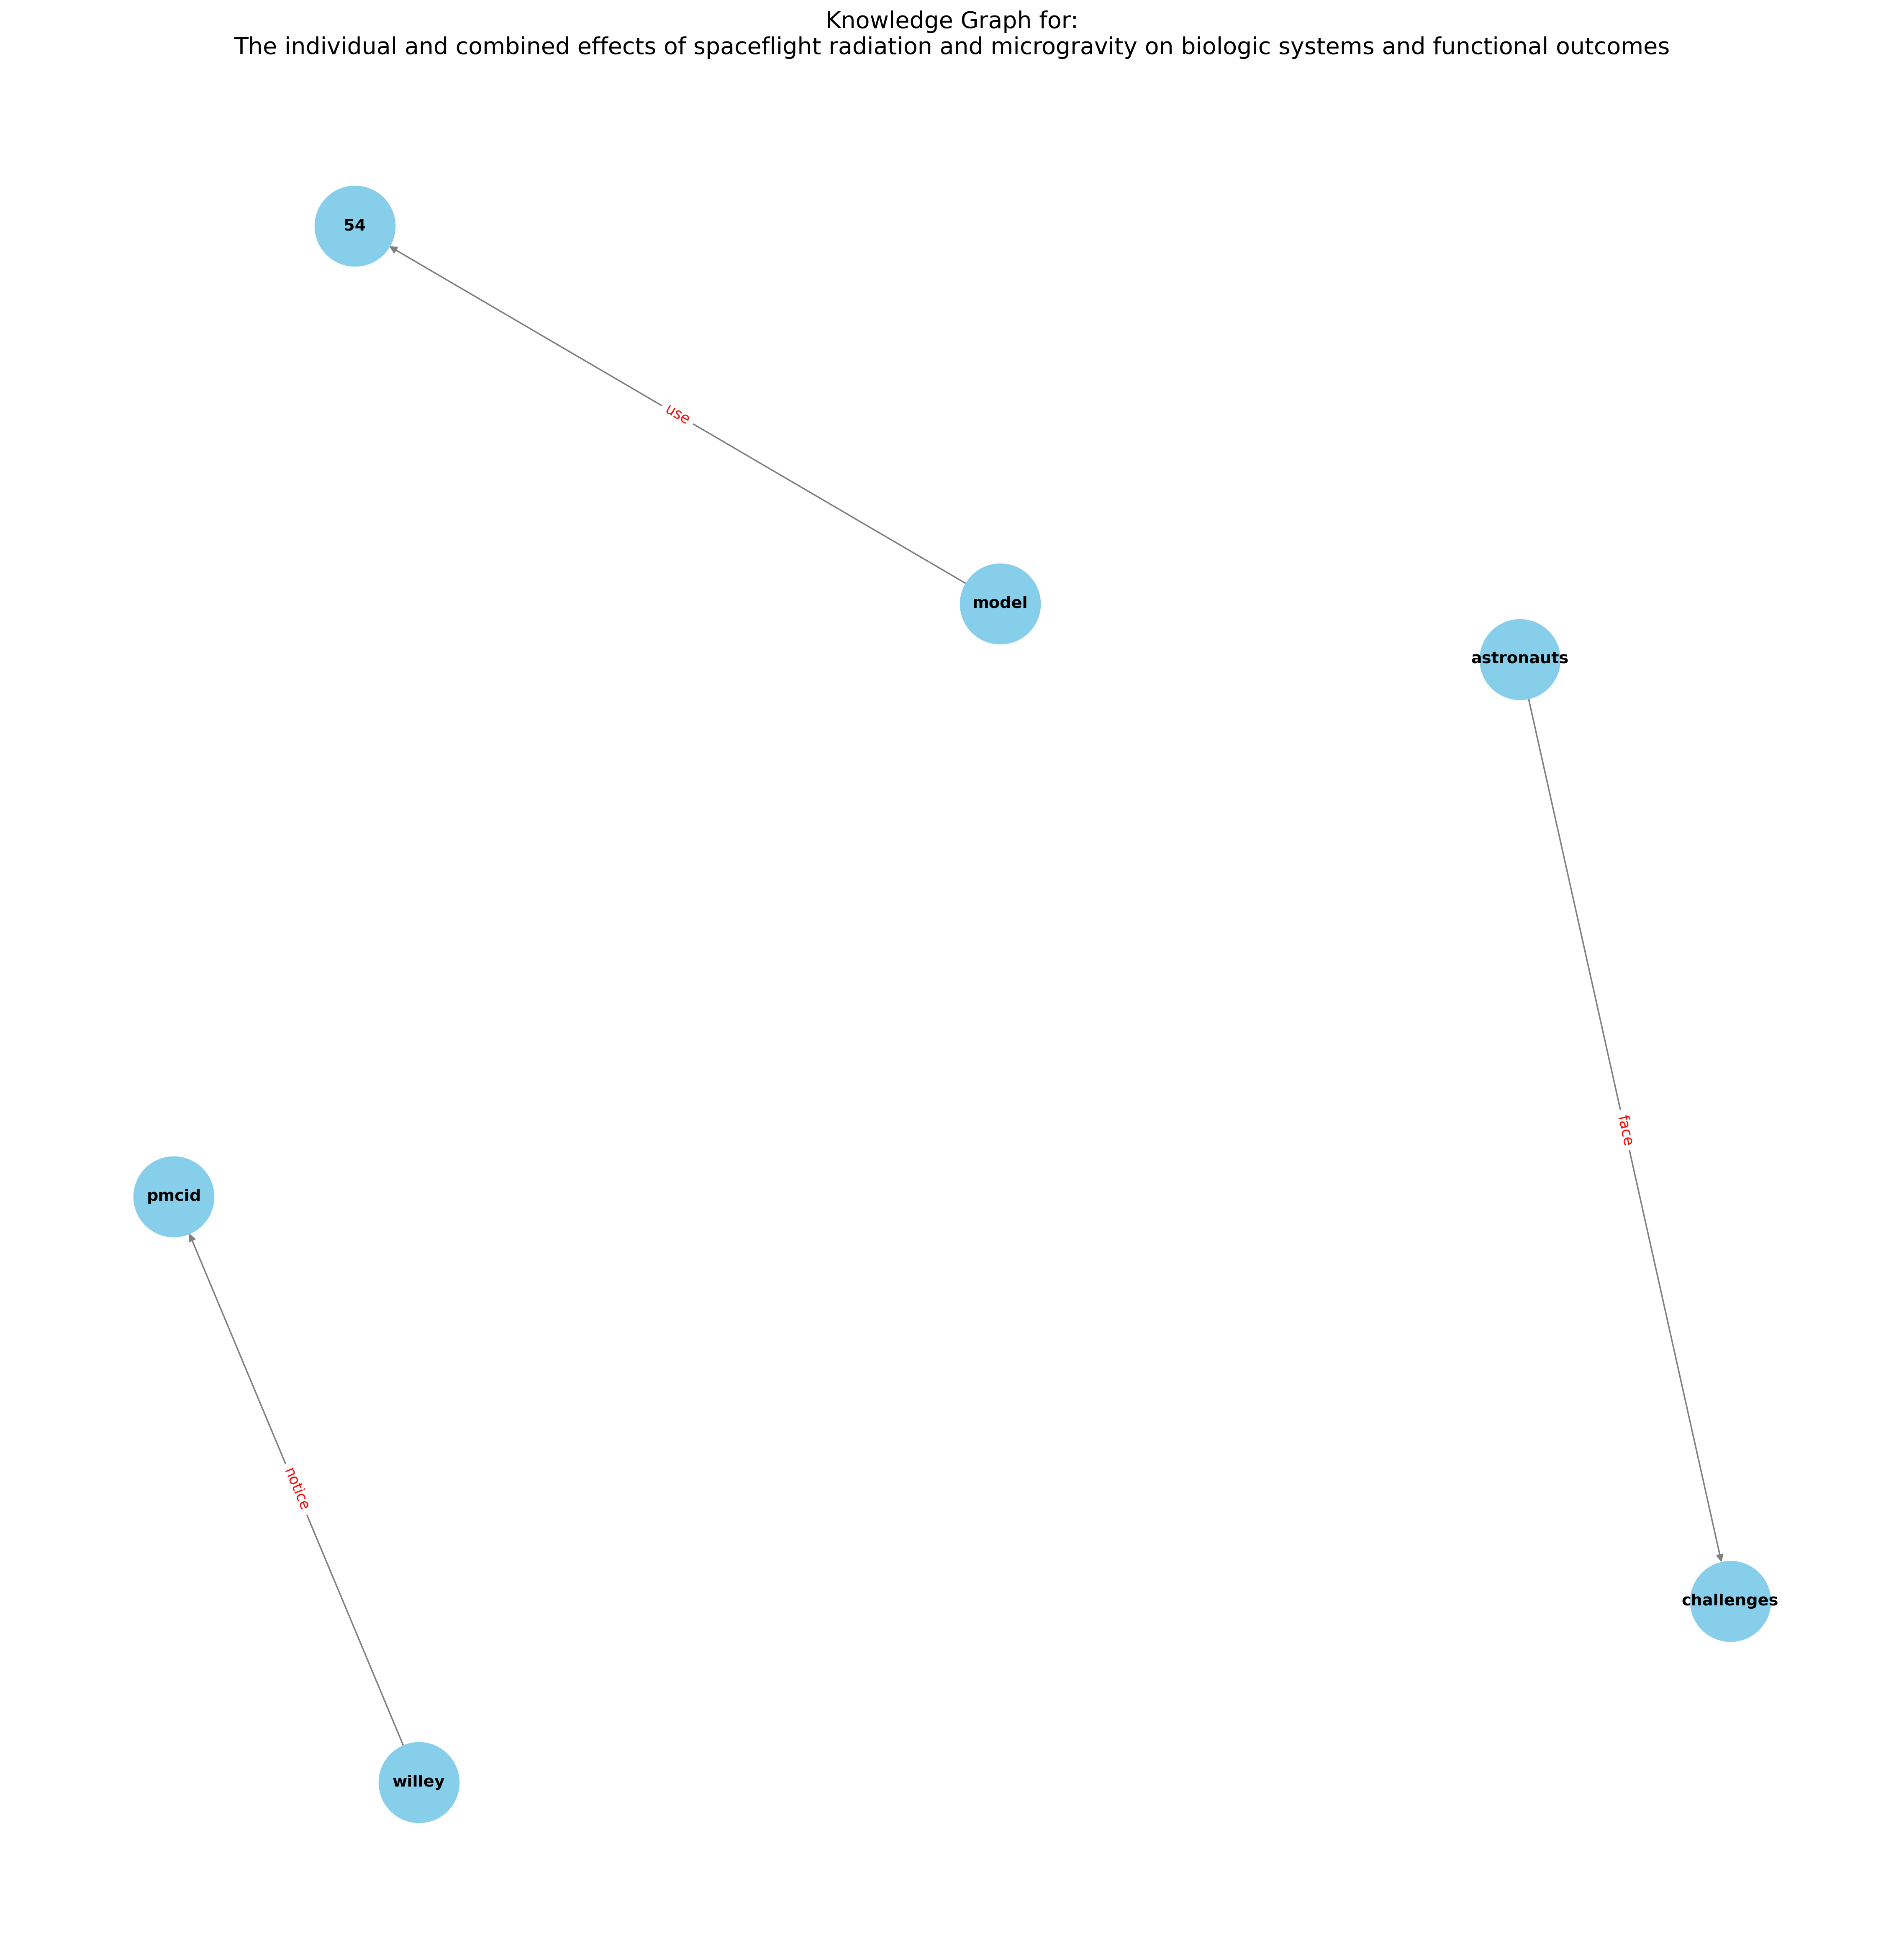 Knowledge Graph for:
The individual and combined effects of spaceflight radiation and microgravity on biologic systems and functional outcomes
54
use
model
astronauts
face
pmcid
notice
challenges
willey